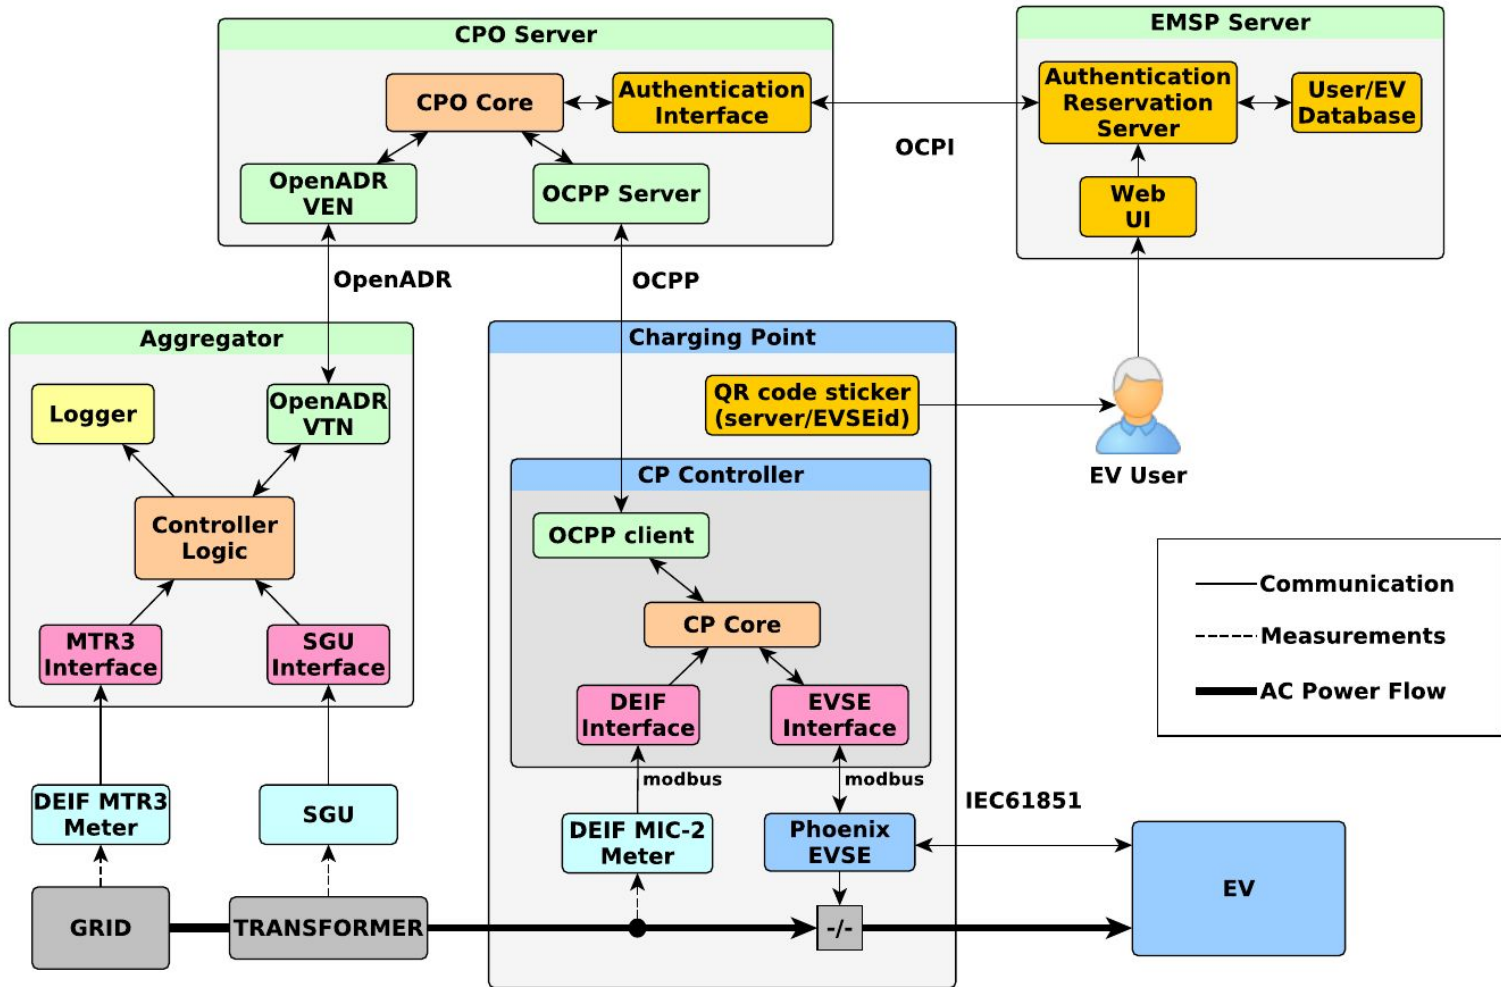 CPO Server
CPO Core
Authentication
Interface
OpenADR
VEN
OCPP Server
EMSP Server
Authentication
Reservation
Server
User/EV
Database
Web
UI
OCPI
OpenADR
OCPP
Aggregator
Logger
OpenADR
VTN
Controller
Logic
MTR3
Interface
SGU
Interface
DEIF MTR3
Meter
SGU
GRID
TRANSFORMER
Charging Point
QR code sticker
(server/EVSEid)
CP Controller
OCPP client
CP Core
DEIF
Interface
EVSE
Interface
modbus
modbus
DEIF MIC-2
Meter
Phoenix
EVSE
-/-
IEC61851
EV
EV User
Communication
Measurements
AC Power Flow